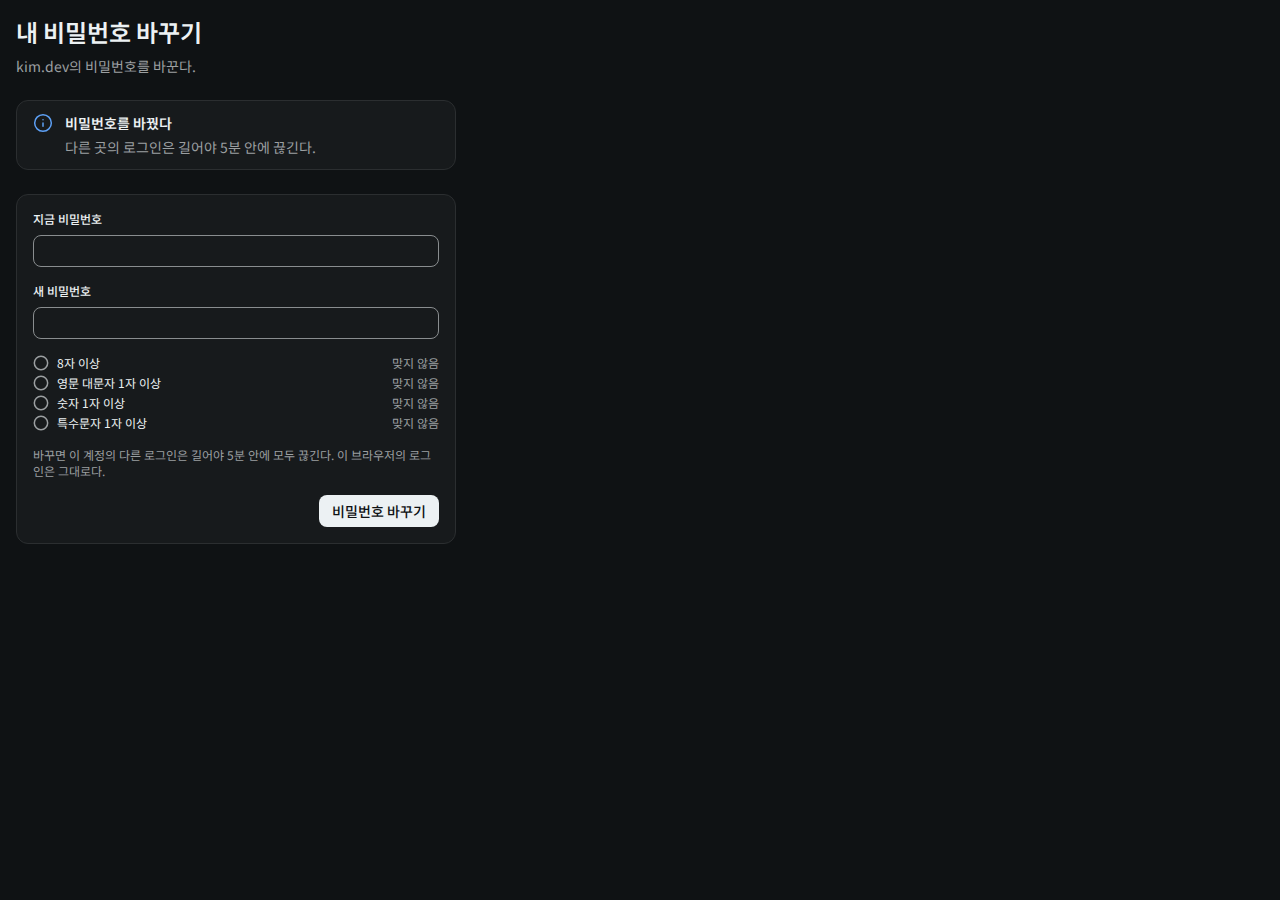 내 비밀번호 바꾸기
kim.dev의 비밀번호를 바꾼다.
비밀번호를 바꿨다
다른 곳의 로그인은 길어야 5분 안에 끊긴다.
지금 비밀번호
새 비밀번호
8자 이상 맞지 않음
영문 대문자 1자 이상 맞지 않음
숫자 1자 이상 맞지 않음
특수문자 1자 이상 맞지 않음
바꾸면 이 계정의 다른 로그인은 길어야 5분 안에 모두 끊긴다. 이 브라우저의 로그
인은 그대로다.
비밀번호 바꾸기